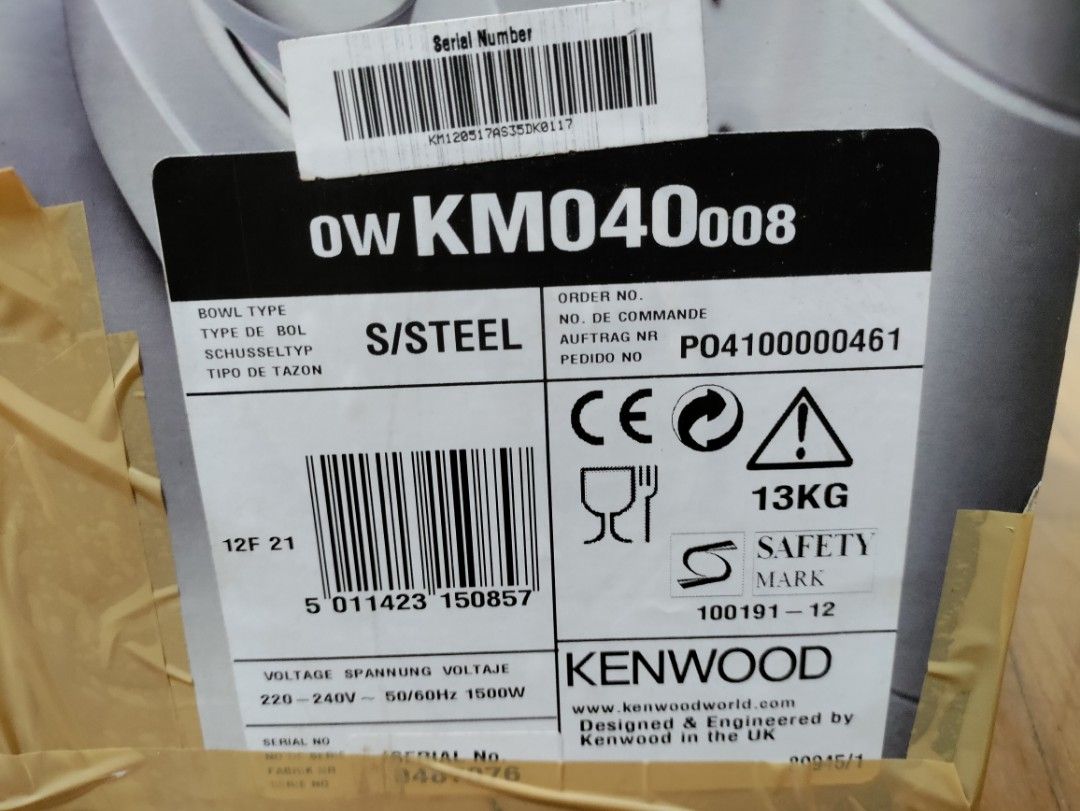 Serial Number
KM120517AS35DK0117
0WKM040008
BOWL TYPE
TYPE DE BOL
SCHUSSELTYP
TIPO DE TAZON
S/STEEL
ORDER NO.
NO. DE COMMANDE
AUFTRAG NR
PEDIDO NO
PO4100000461
CE
13KG
SAFETY
MARK
100191-12
12F 21
5 011423 150857
VOLTAGE SPANNUNG VOLTAJE
220-240V ~ 50/60Hz 1500W
KENWOOD
www.kenwoodworld.com
Designed & Engineered by
Kenwood in the UK
SERIAL NO
SERIAL No